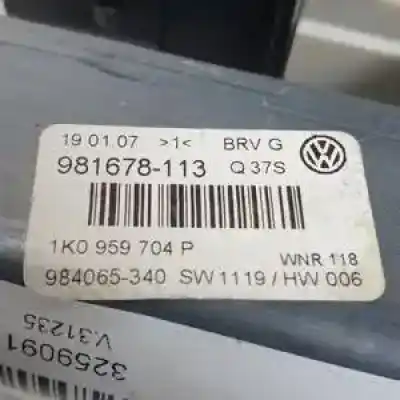 19 01.07 >1< BRV G
981678-113 Q 37S
1K0 959 704 P
WNR 118
984065-340 SW 1119 / HW 006
3259091
V.31235